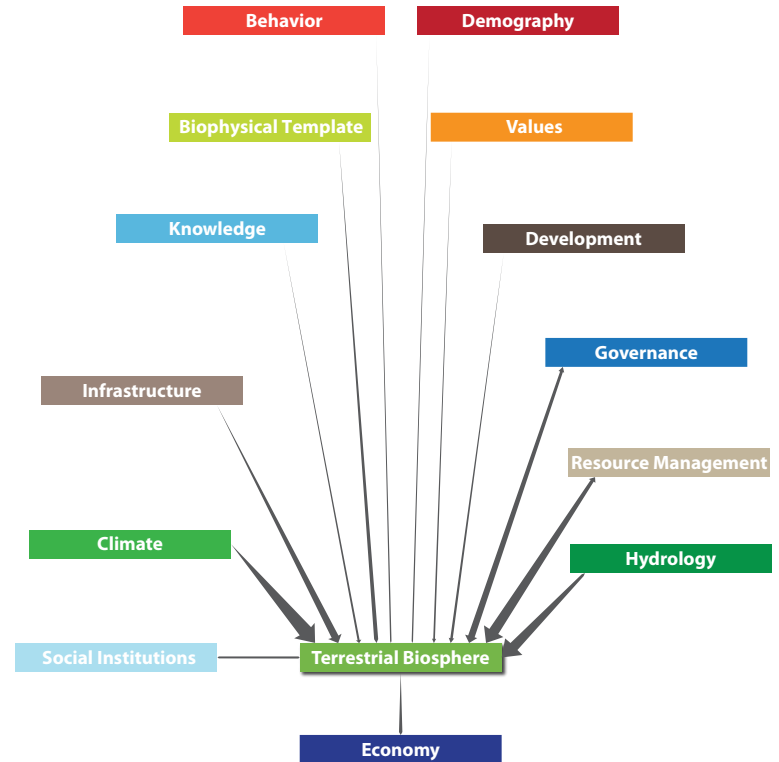 Behavior
Demography
Biophysical Template
Values
Knowledge
Development
Governance
Infrastructure
Resource Management
Climate
Hydrology
Social Institutions
Terrestrial Biosphere
Economy